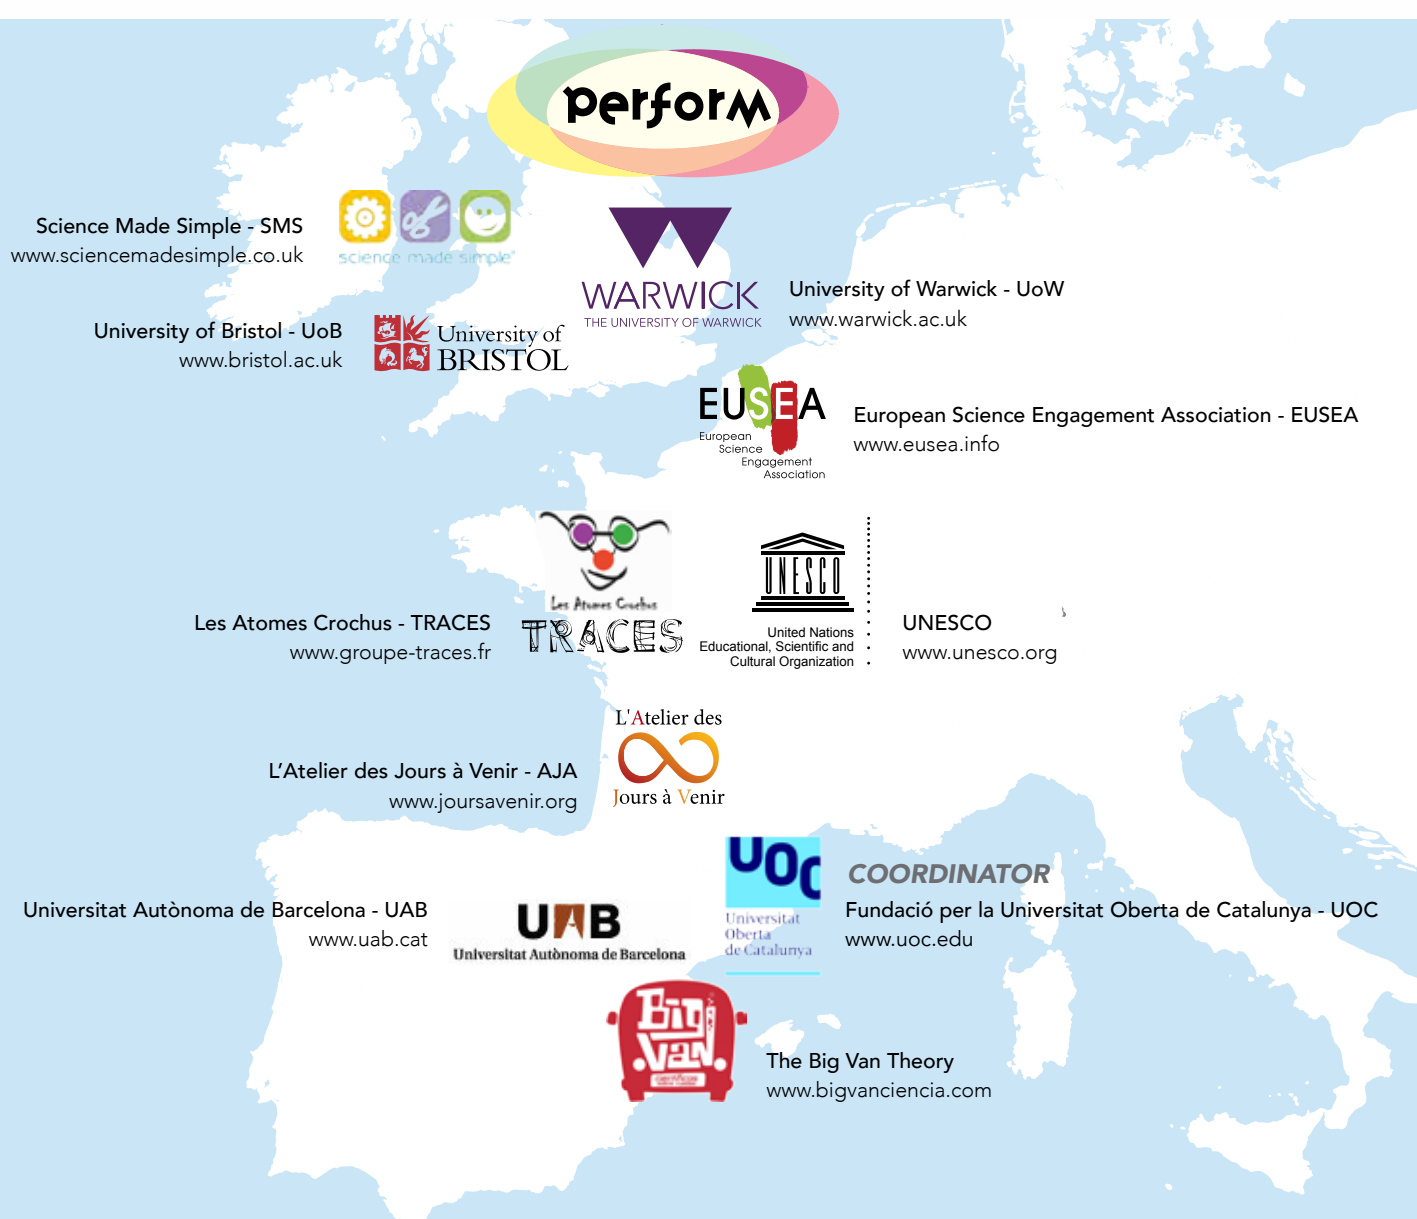 perform
Science Made Simple - SMS
www.sciencemadesimple.co.uk
science made simple
WARWICK
THE UNIVERSITY OF WARWICK
University of Warwick - UoW
www.warwick.ac.uk
University of Bristol - UoB
www.bristol.ac.uk
University of
BRISTOL
EUSEA
European
Science
Engagement
Association
European Science Engagement Association - EUSEA
www.eusea.info
Les Atomes Crochus
TRACES
Les Atomes Crochus - TRACES
www.groupe-traces.fr
UNESCO
United Nations
Educational, Scientific and
Cultural Organization
UNESCO
www.unesco.org
L'Atelier des
Jours à Venir
L'Atelier des Jours à Venir - AJA
www.joursavenir.org
Universitat Autònoma de Barcelona - UAB
www.uab.cat
UAB
Universitat Autònoma de Barcelona
UOC
Universitat
Oberta
de Catalunya
COORDINATOR
Fundació per la Universitat Oberta de Catalunya - UOC
www.uoc.edu
Big
Van
The Big Van Theory
www.bigvanciencia.com